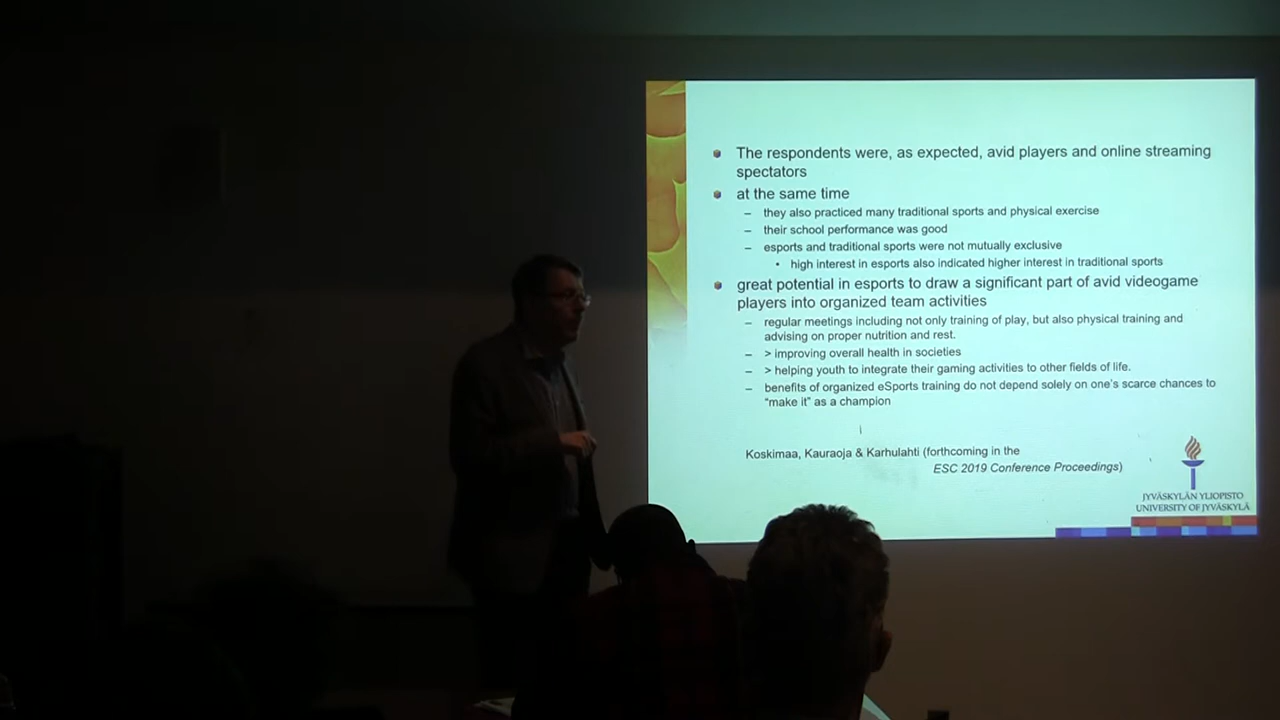 The respondents were, as expected, avid players and online streaming
spectators
at the same time
– they also practiced many traditional sports and physical exercise
– their school performance was good
– esports and traditional sports were not mutually exclusive
• high interest in esports also indicated higher interest in traditional sports
great potential in esports to draw a significant part of avid videogame
players into organized team activities
– regular meetings including not only training of play, but also physical training and
advising on proper nutrition and rest.
– > improving overall health in societies
– > helping youth to integrate their gaming activities to other fields of life.
– benefits of organized eSports training do not depend solely on one's scarce chances to
"make it" as a champion
Koskimaa, Kauraoja & Karhulahti (forthcoming in the
ESC 2019 Conference Proceedings)
JYVÄSKYLÄN YLIOPISTO
UNIVERSITY OF JYVÄSKYLÄ